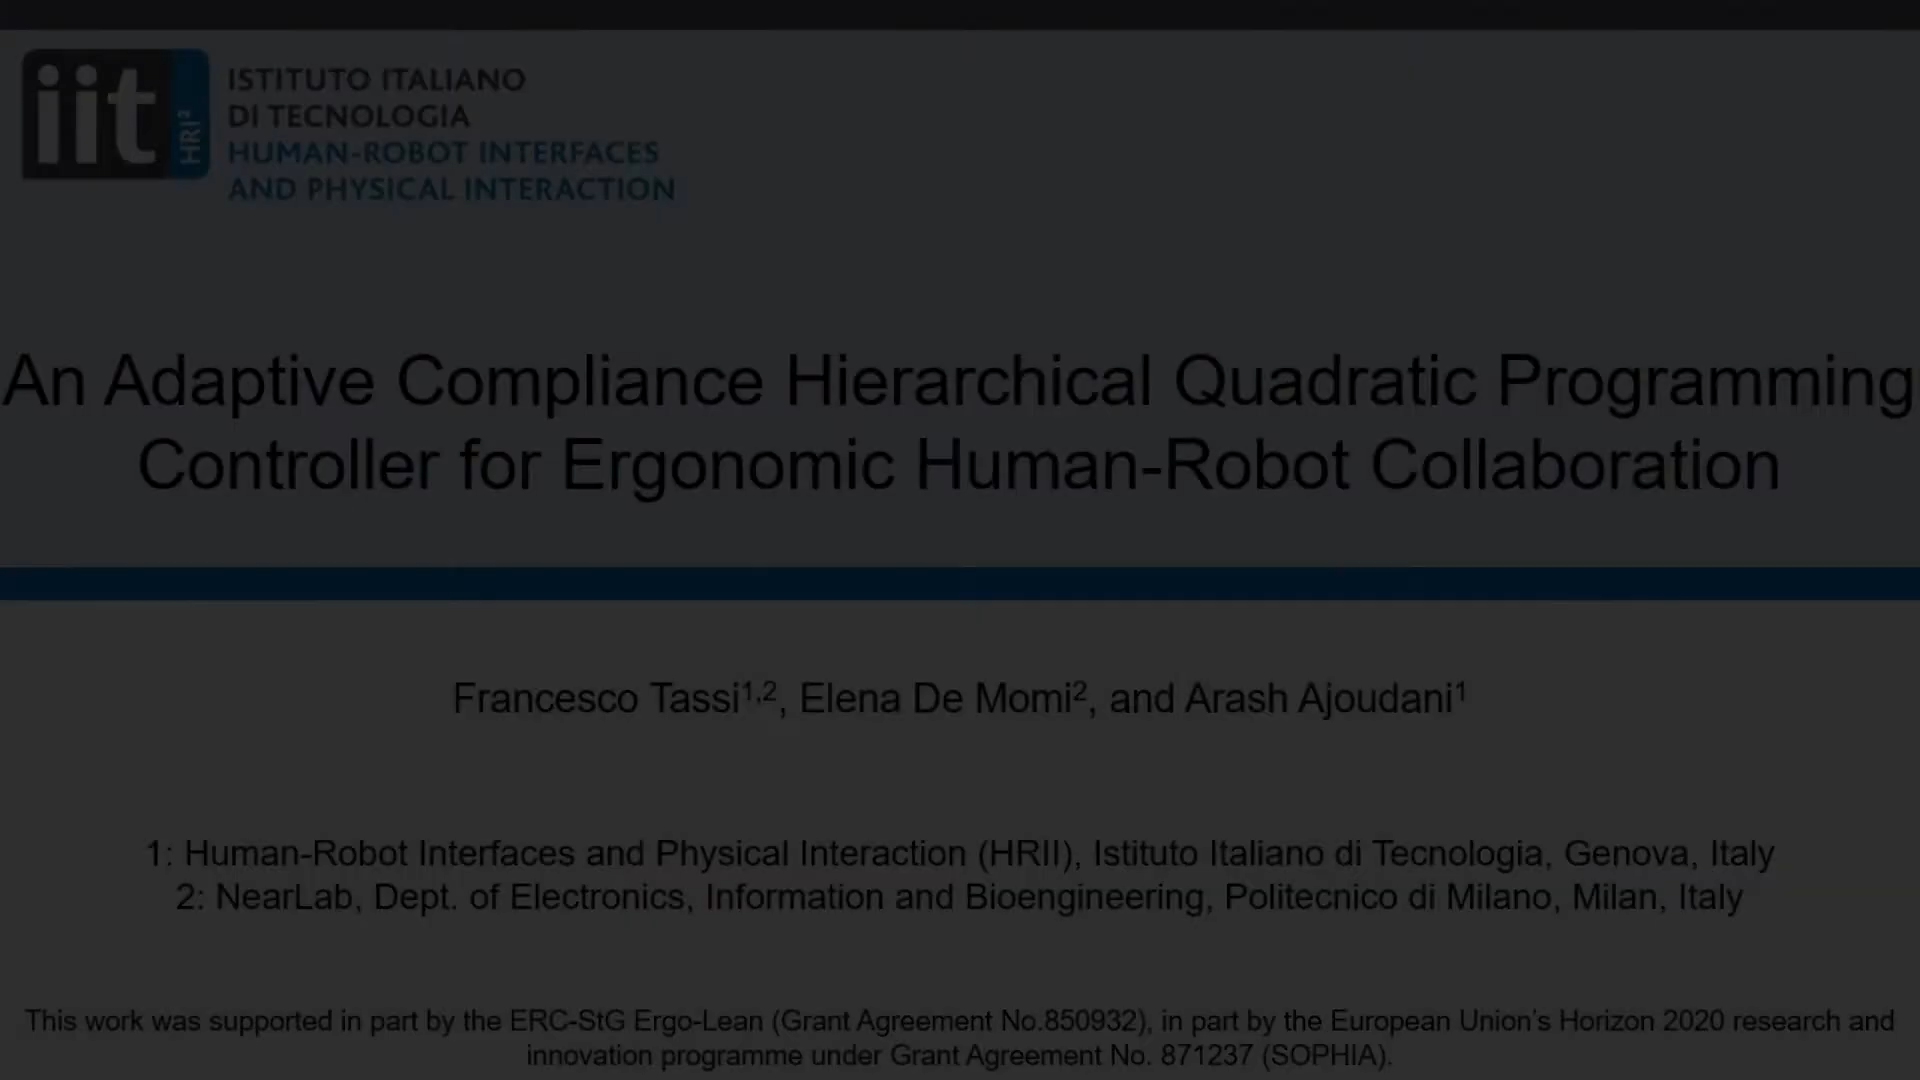 iit
HRI²
ISTITUTO ITALIANO
DI TECNOLOGIA
HUMAN-ROBOT INTERFACES
AND PHYSICAL INTERACTION
An Adaptive Compliance Hierarchical Quadratic Programming
Controller for Ergonomic Human-Robot Collaboration
Francesco Tassi¹,², Elena De Momi², and Arash Ajoudani¹
1: Human-Robot Interfaces and Physical Interaction (HRII), Istituto Italiano di Tecnologia, Genova, Italy
2: NearLab, Dept. of Electronics, Information and Bioengineering, Politecnico di Milano, Milan, Italy
This work was supported in part by the ERC-StG Ergo-Lean (Grant Agreement No.850932), in part by the European Union’s Horizon 2020 research and
innovation programme under Grant Agreement No. 871237 (SOPHIA).